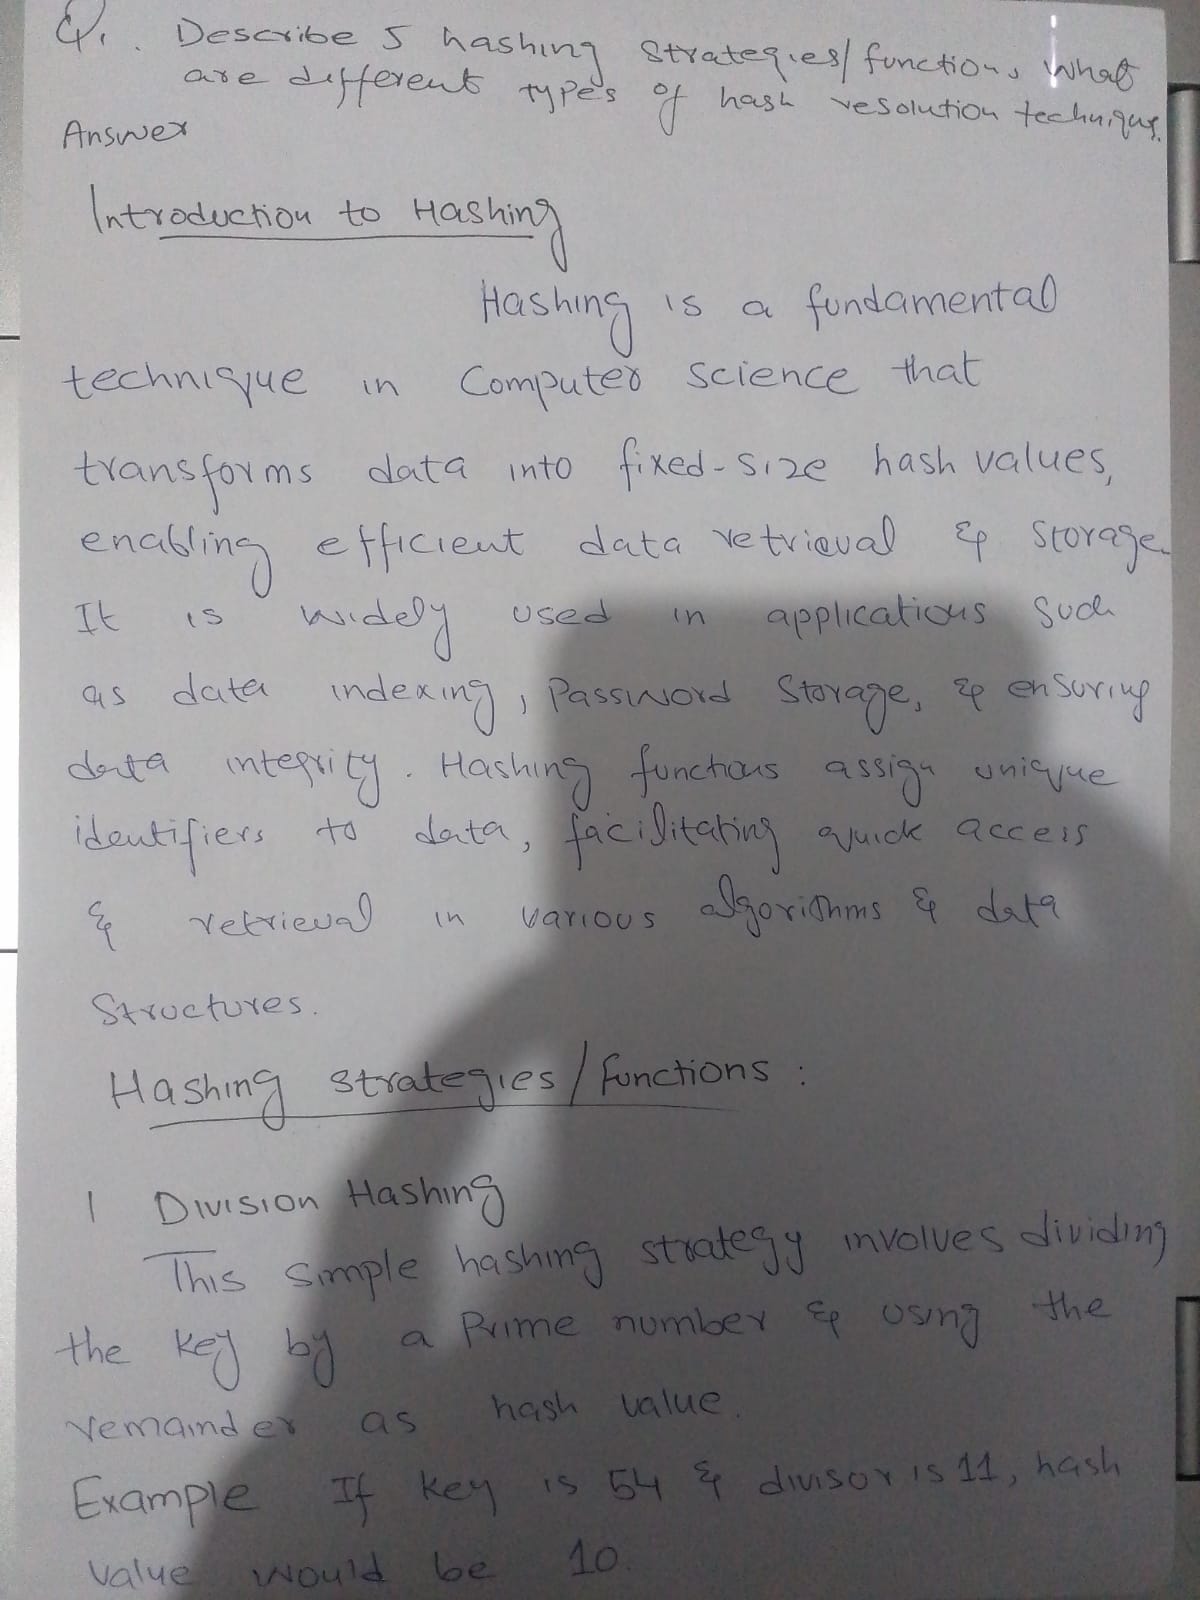 Q1. Describe 5 hashing strategies/functions What
are different types of hash resolution technique.
Answer
Introduction to Hashing
Hashing is a fundamental
technique in Computer science that
transforms data into fixed-size hash values,
enabling efficient data retrieval & storage.
It is widely used in applications such
as data indexing, Password storage, & ensuring
data integrity. Hashing functions assign unique
identifiers to data, facilitating quick access
& retrieval in various algorithms & data
structures.
Hashing strategies/functions :
1 Division Hashing
This simple hashing strategy involves dividing
the key by a Prime number & using the
remainder as hash value.
Example If key is 54 & divisor is 11, hash
value would be 10.